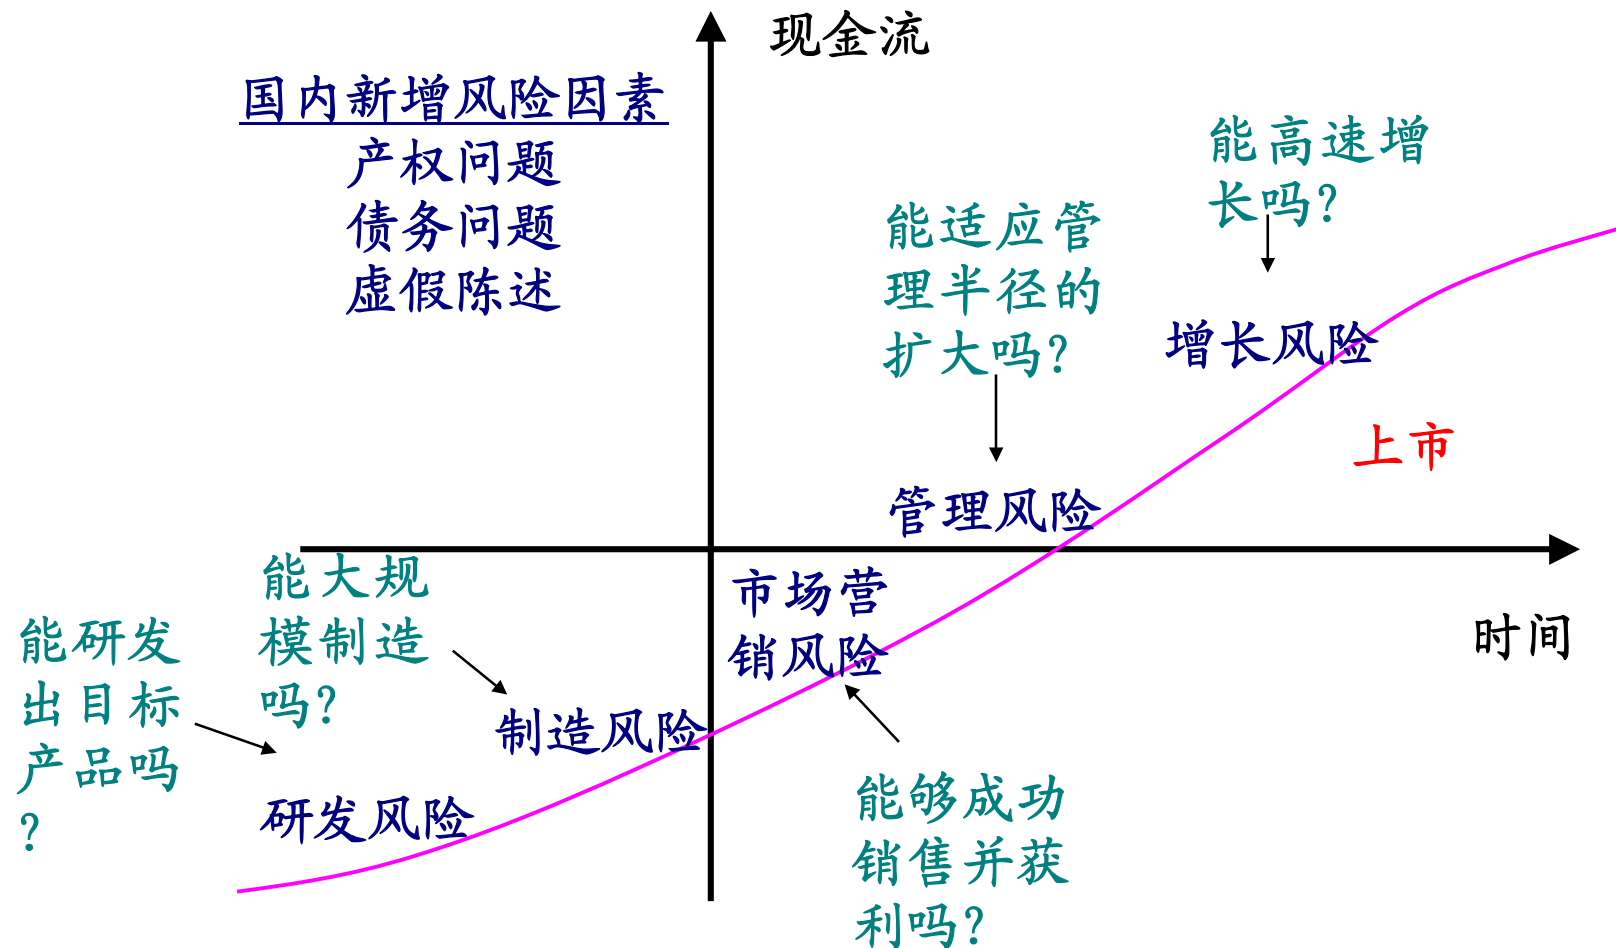 现金流
国内新增风险因素
产权问题
债务问题
虚假陈述
能高速增
长吗？
能适应管
理半径的
扩大吗？
增长风险
上市
管理风险
时间
能大规
模制造
吗？
能研发
出目标
产品吗
？
市场营
销风险
制造风险
研发风险
能够成功
销售并获
利吗？